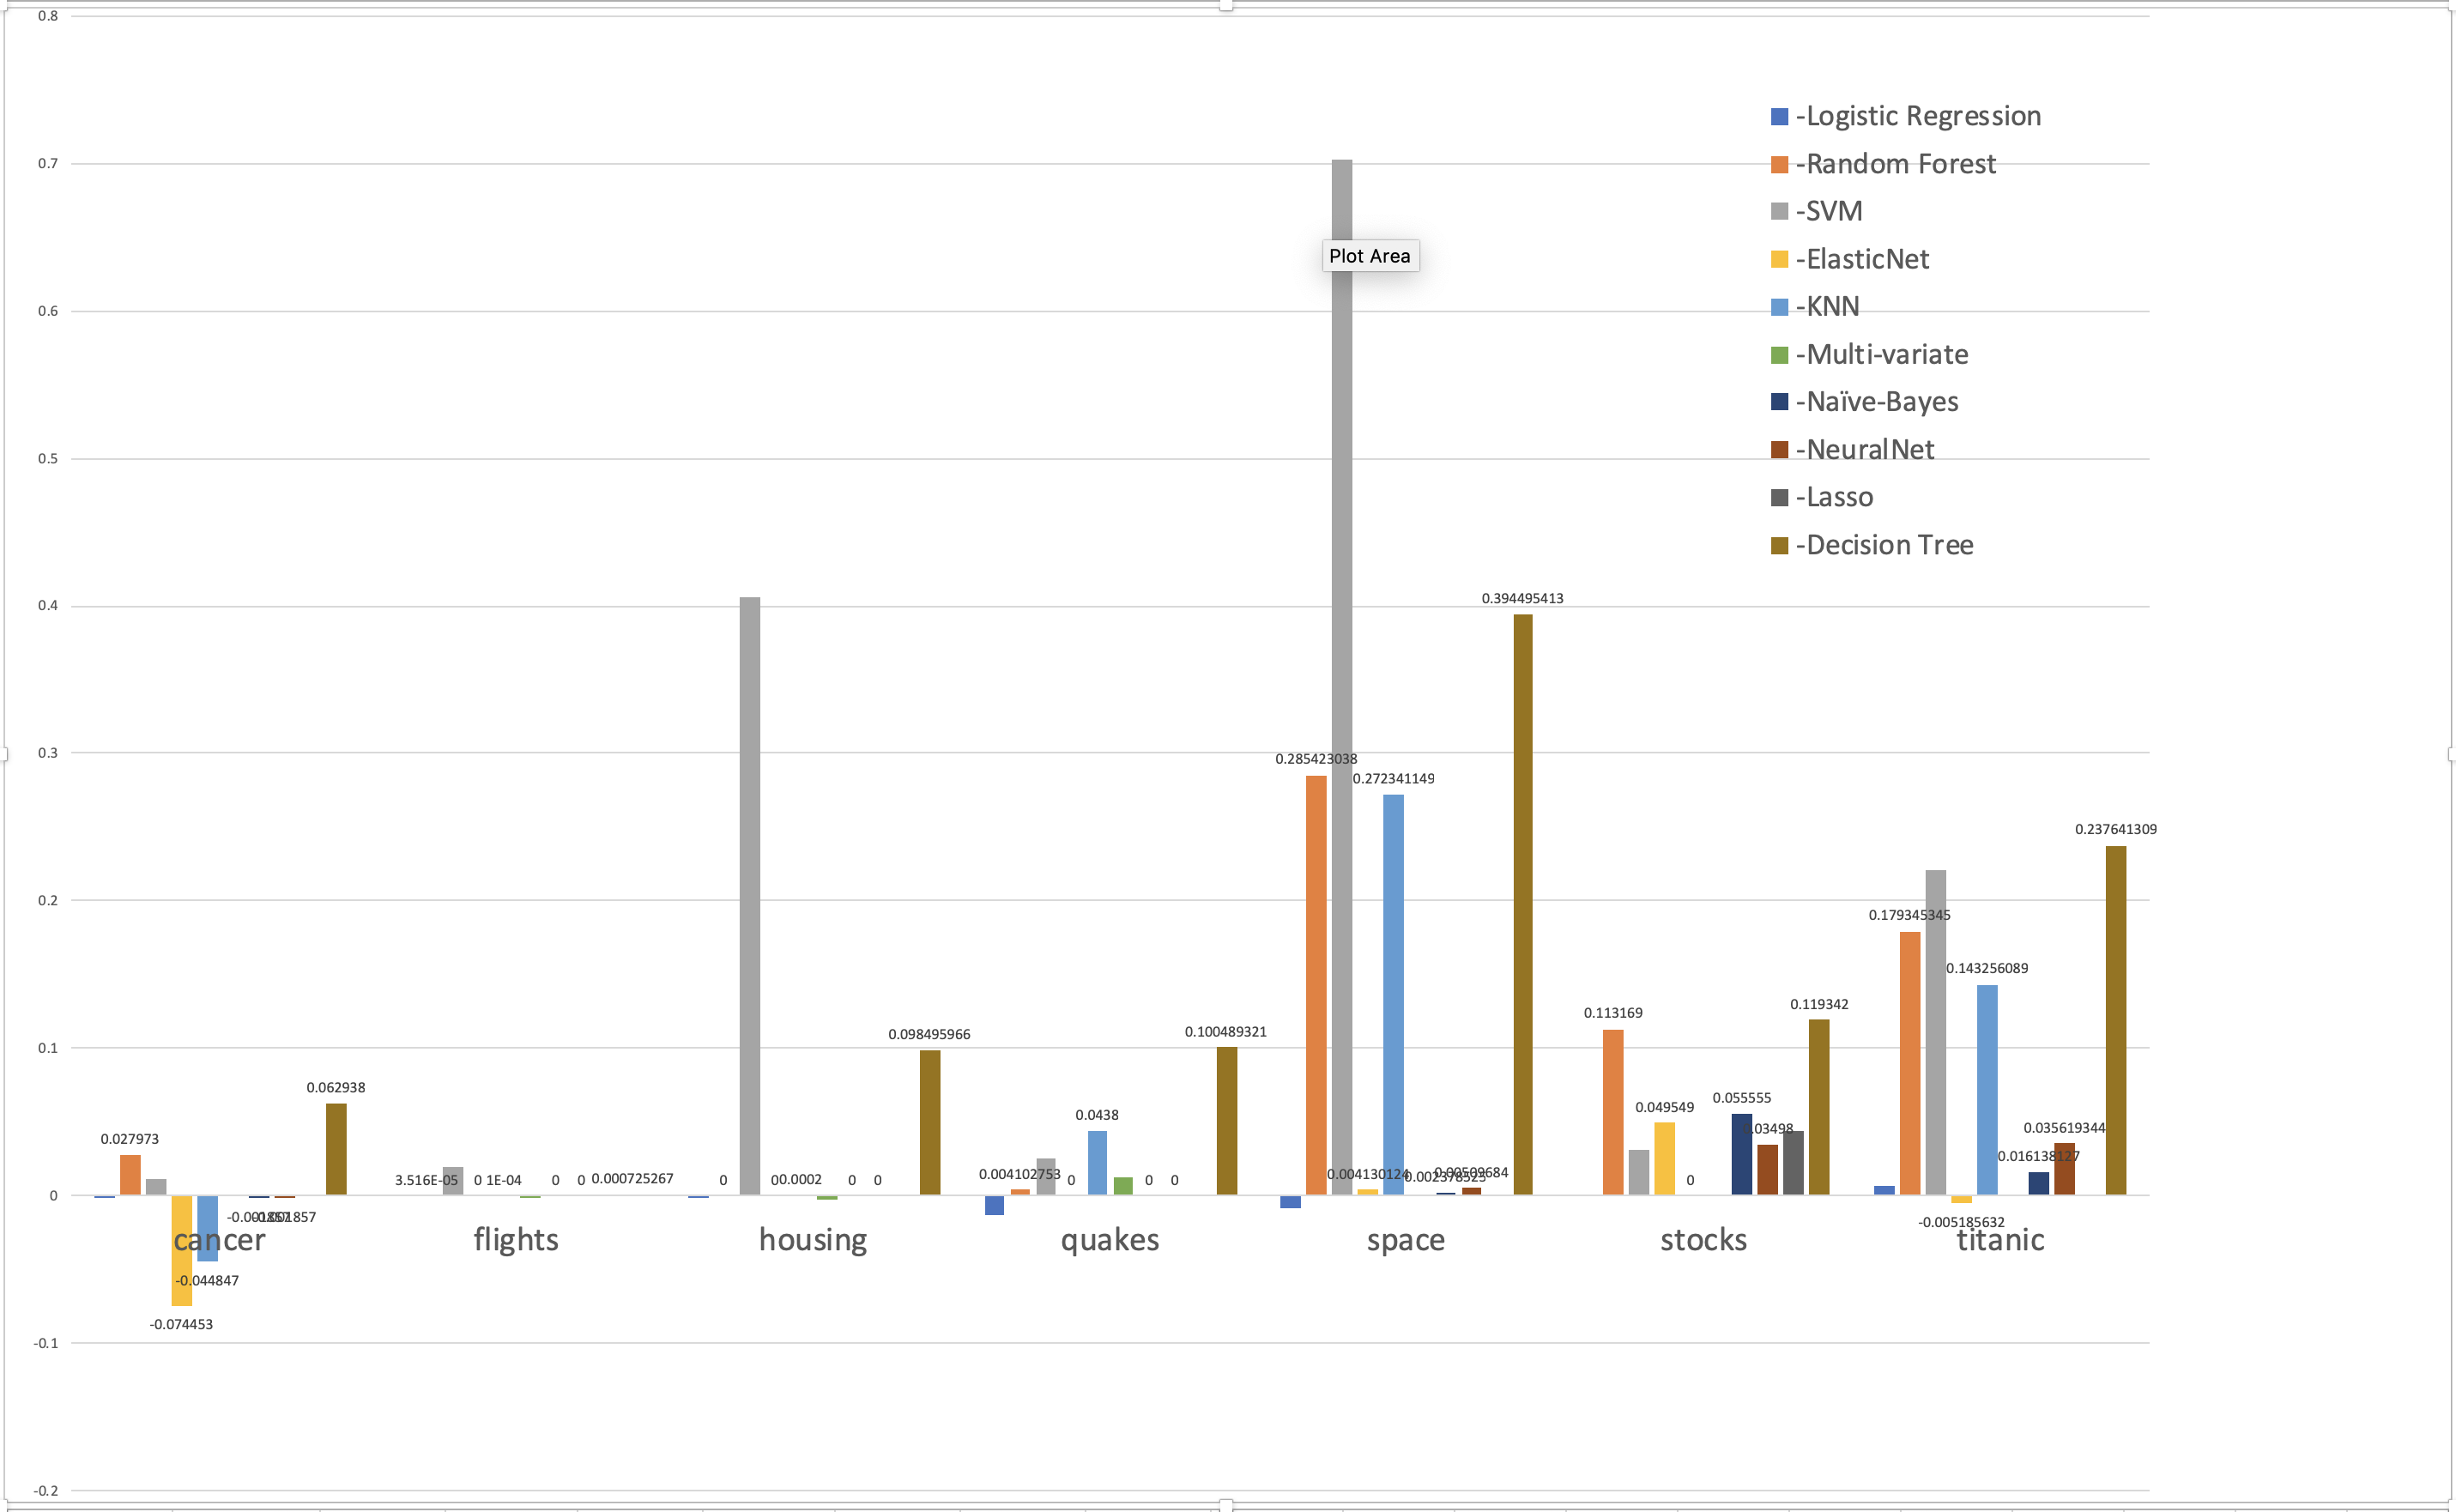 0.8
0.7
0.6
0.5
0.4
0.3
0.2
0.1
0
-0.1
-0.2
-Logistic Regression
-Random Forest
-SVM
-ElasticNet
-KNN
-Multi-variate
-Naïve-Bayes
-NeuralNet
-Lasso
-Decision Tree
Plot Area
0.027973
-0.074453
-0.044847
-0.001857
0.062938
3.516E-05
0
1E-04
0
0
0.000725267
0
0
0.0002
0
0
0.098495966
0.004102753
0
0.0438
0
0
0.100489321
0.285423038
0.004130124
0.272341149
0.394495413
0.113169
0.049549
0
0.055555
0.03498
0.119342
0.179345345
-0.005185632
0.143256089
0.016138127
0.035619344
0.237641309
cancer
flights
housing
quakes
space
stocks
titanic